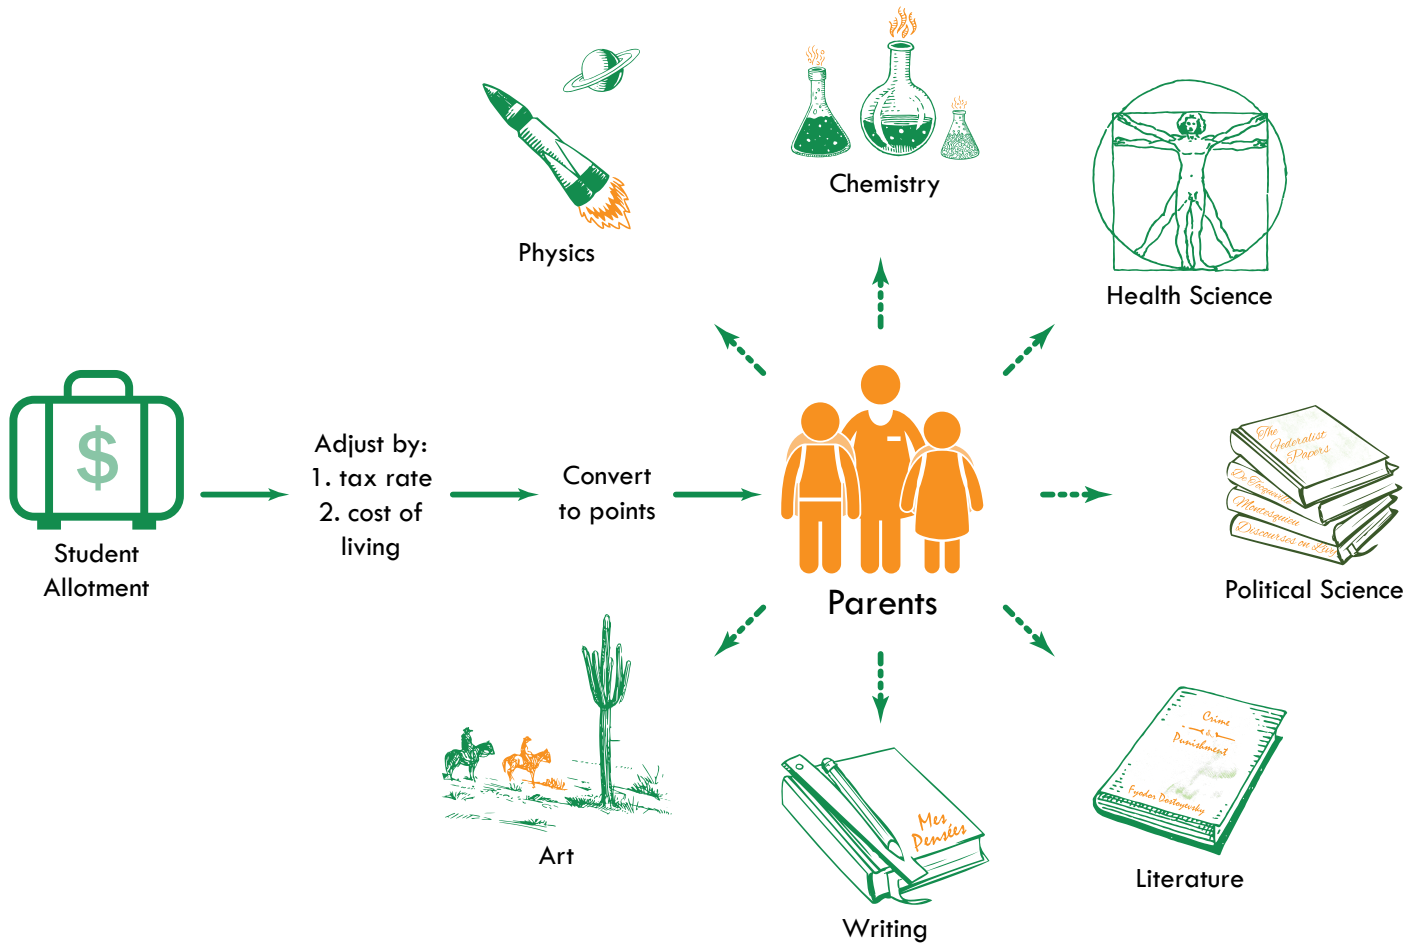 Physics
Chemistry
Health Science
$
Student
Allotment
Adjust by:
1. tax rate
2. cost of
living
Convert
to points
Parents
The
Federalist
Papers
De Tocqueville
Montesquieu
Discourses on Livy
Political Science
Art
Mes
Pensées
Writing
Crime
&
Punishment
Fyodor Dostoyevsky
Literature